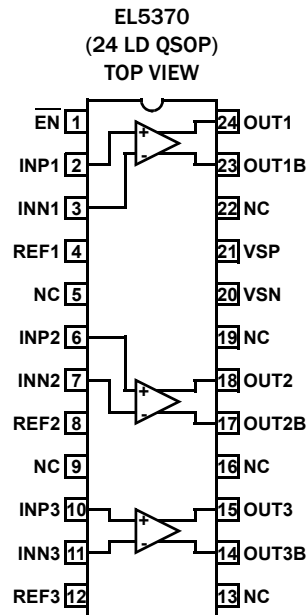 EL5370
(24 LD QSOP)
TOP VIEW
EN 1
24 OUT1
INP1 2
+
-
23 OUT1B
INN1 3
22 NC
REF1 4
21 VSP
NC 5
20 VSN
INP2 6
19 NC
INN2 7
+
-
18 OUT2
REF2 8
17 OUT2B
NC 9
16 NC
INP3 10
+
-
15 OUT3
INN3 11
14 OUT3B
REF3 12
13 NC